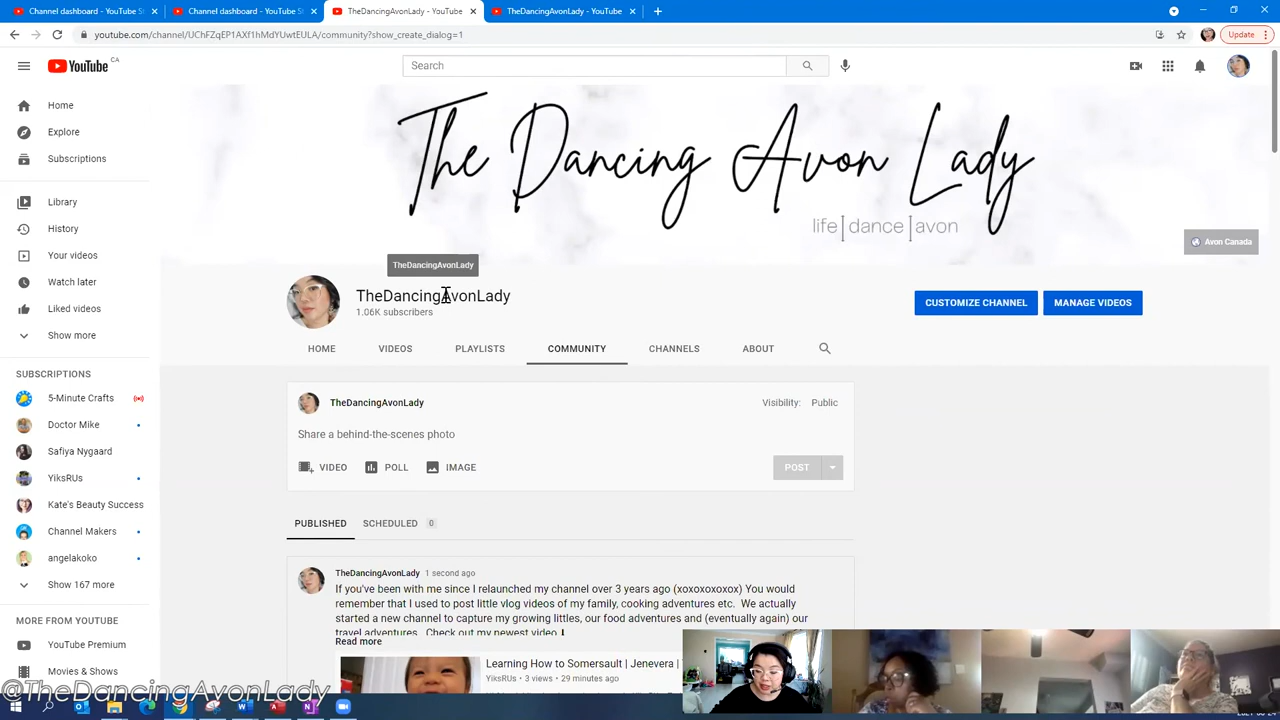 Channel dashboard - YouTube St
Channel dashboard - YouTube St
TheDancingAvonLady - YouTube
TheDancingAvonLady - YouTube
youtube.com/channel/UChFZqEP1AXf1hMdYUwtEULA/community?show_create_dialog=1
Update
YouTube CA
Search
Home
Explore
Subscriptions
Library
History
Your videos
Watch later
Liked videos
Show more
SUBSCRIPTIONS
5-Minute Crafts
Doctor Mike
Safiya Nygaard
YiksRUs
Kate's Beauty Success
Channel Makers
angelakoko
Show 167 more
MORE FROM YOUTUBE
YouTube Premium
Movies & Shows
The Dancing Avon Lady
life|dance|avon
Avon Canada
TheDancingAvonLady
TheDancingAvonLady
1.06K subscribers
CUSTOMIZE CHANNEL
MANAGE VIDEOS
HOME VIDEOS PLAYLISTS COMMUNITY CHANNELS ABOUT
TheDancingAvonLady
Visibility: Public
Share a behind-the-scenes photo
VIDEO POLL IMAGE
POST
PUBLISHED SCHEDULED 0
TheDancingAvonLady 1 second ago
If you've been with me since I relaunched my channel over 3 years ago (xoxoxoxoxo) You would
remember that I used to post little vlog videos of my family, cooking adventures etc. We actually
started a new channel to capture my growing littles, our food adventures and (eventually again) our
travel adventures. Check out my newest video
Read more
Learning How to Somersault | Jenevera |
YiksRUs • 3 views • 29 minutes ago
@TheDancingAvonLady